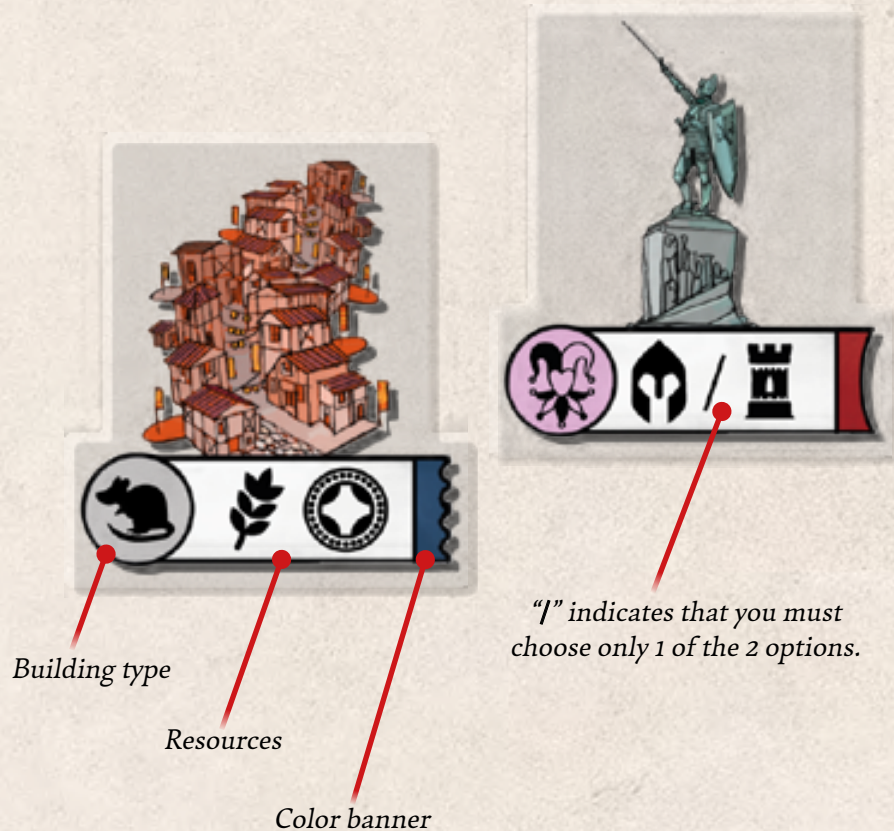 “/” indicates that you must
choose only 1 of the 2 options.
Building type
Resources
Color banner